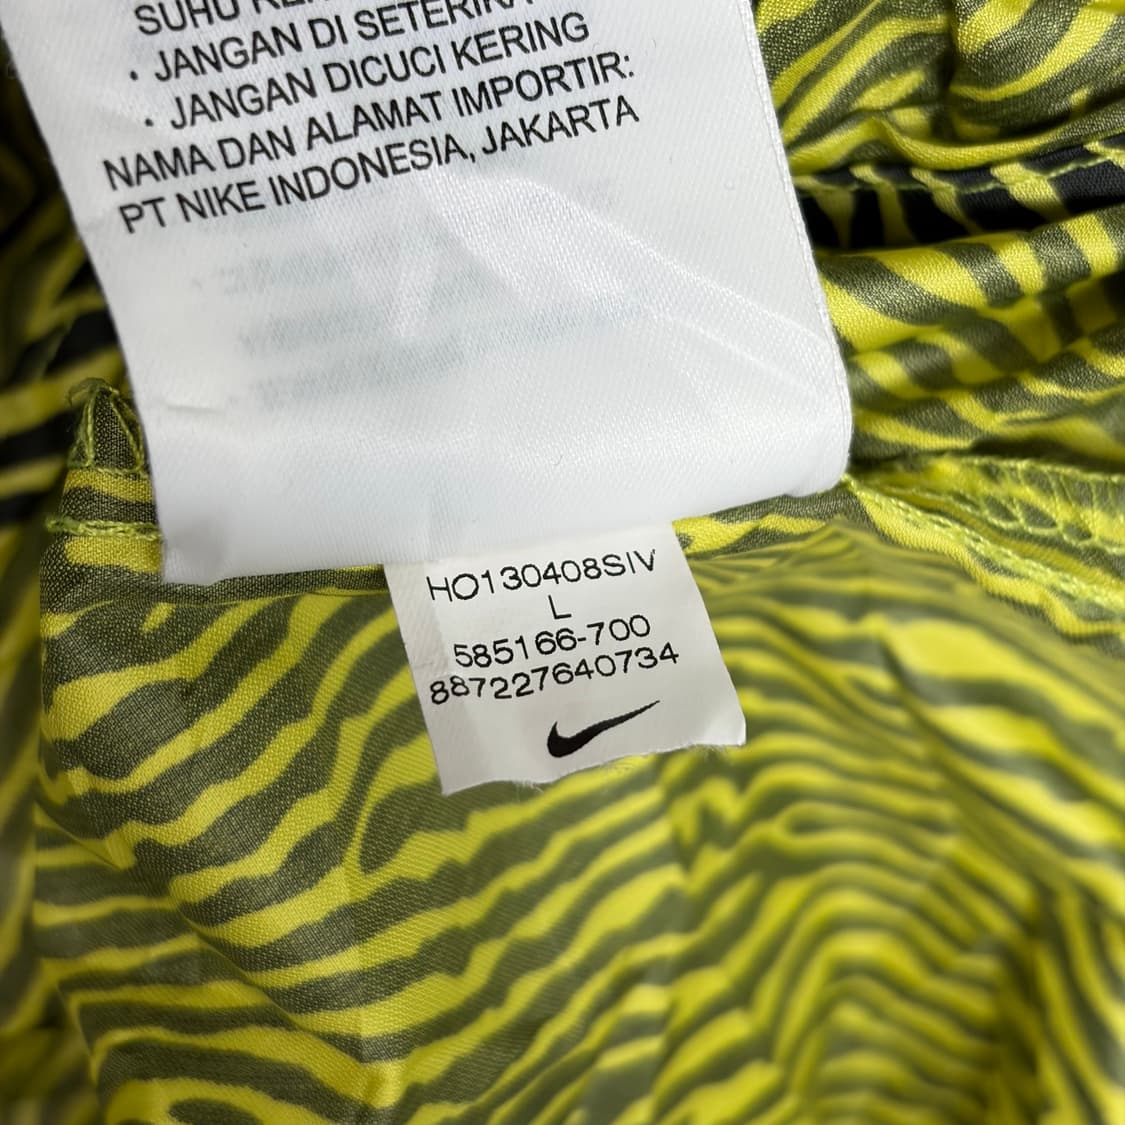 SUHU
• JANGAN DI SETERIKA
• JANGAN DICUCI KERING
NAMA DAN ALAMAT IMPORTIR:
PT NIKE INDONESIA, JAKARTA
HO130408SIV
L
585166-700
887227640734